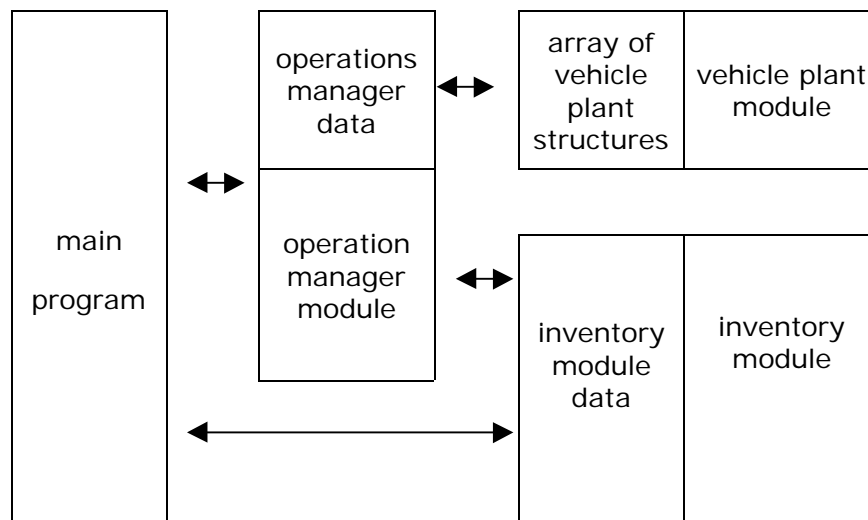 main
program
operations
manager
data
operation
manager
module
array of
vehicle
plant
structures
vehicle plant
module
inventory
module
data
inventory
module